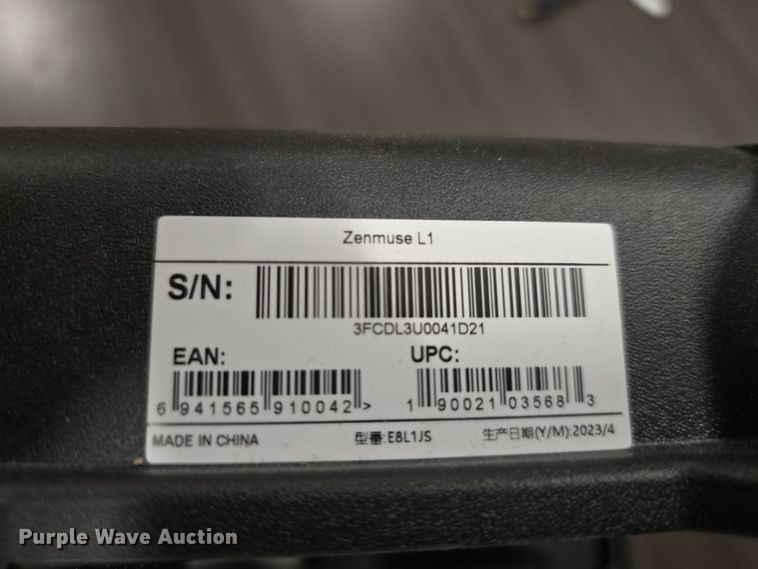 Zenmuse L1
S/N:
3FCDL3U0041D21
EAN: UPC:
6 941565 910042 > 1 90021 03568 3
MADE IN CHINA 型番:E8L1JS 生产日期(Y/M):2023/4
Purple Wave Auction